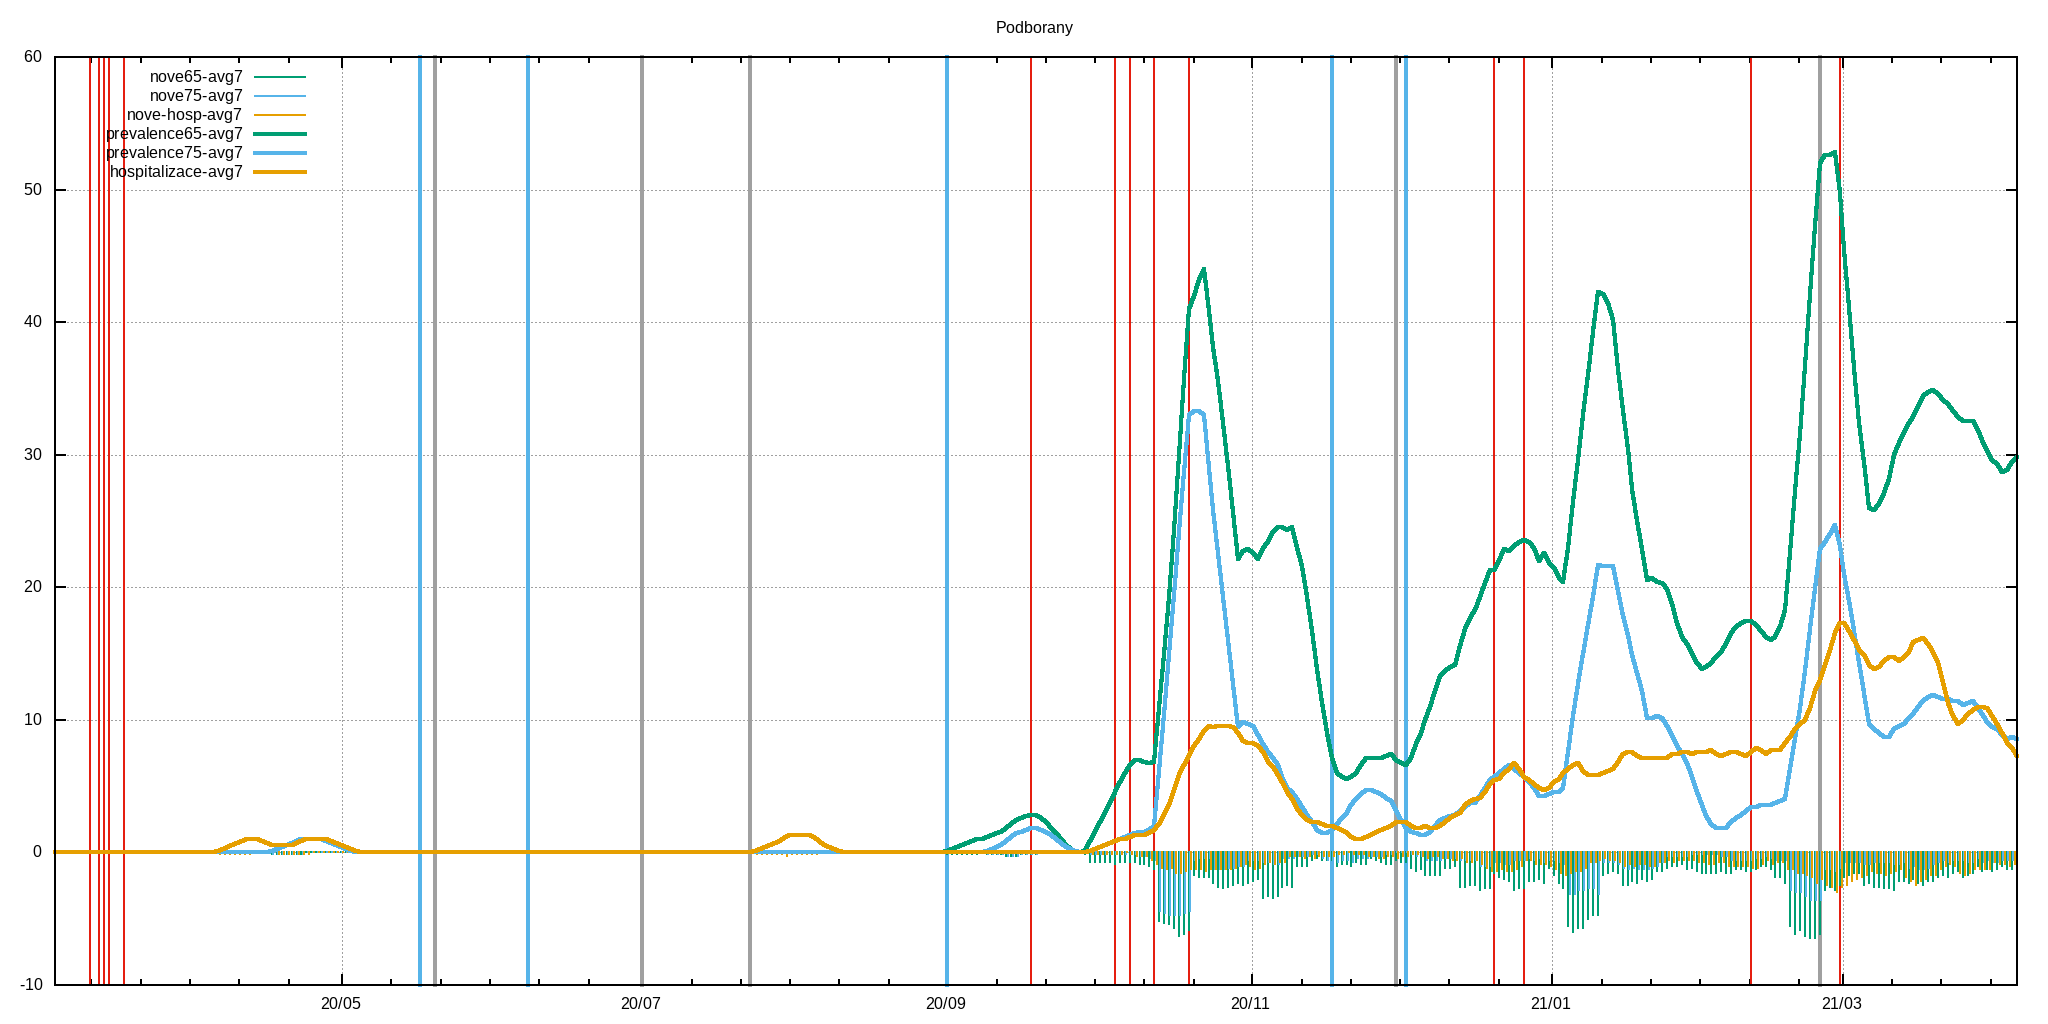 Podborany
nove65-avg7
nove75-avg7
nove-hosp-avg7
prevalence65-avg7
prevalence75-avg7
hospitalizace-avg7
60
50
40
30
20
10
0
-10
20/05 20/07 20/09 20/11 21/01 21/03